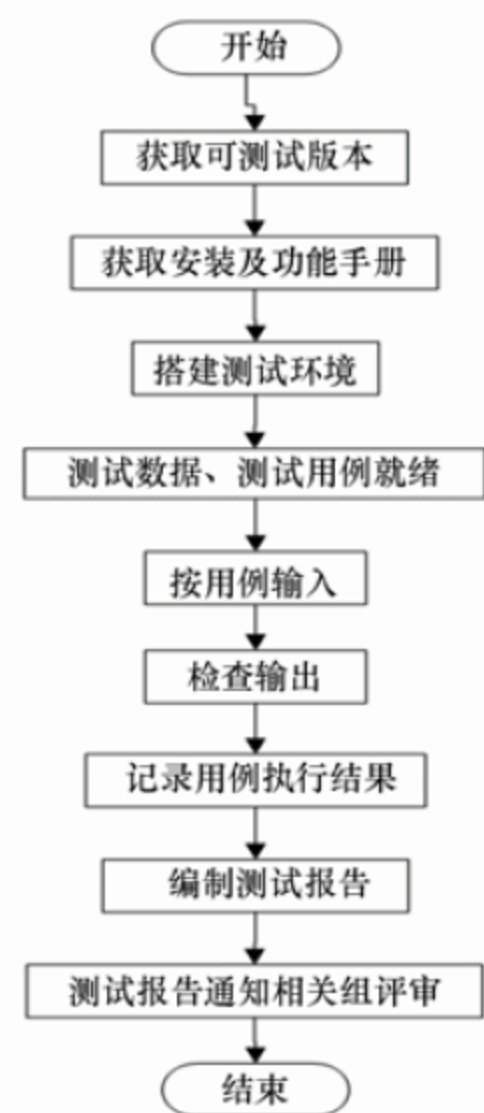 开始
获取可测试版本
获取安装及功能手册
搭建测试环境
测试数据、测试用例就绪
按用例输入
检查输出
记录用例执行结果
编制测试报告
测试报告通知相关组评审
结束